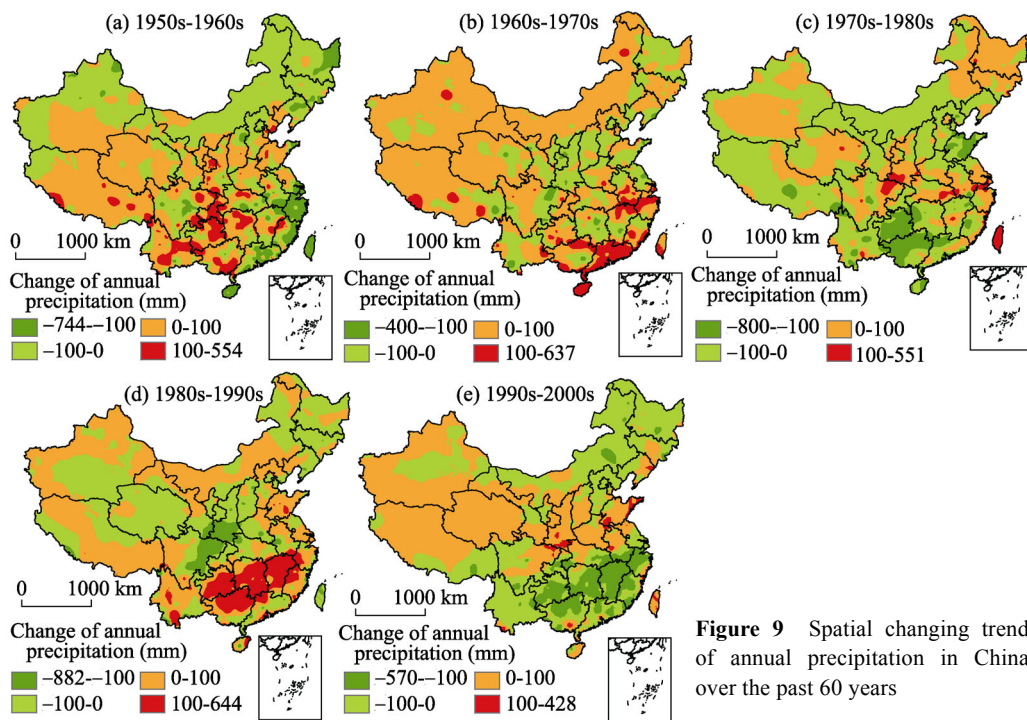 (a) 1950s-1960s
0 1000 km
Change of annual
precipitation (mm)
−744-−100 0-100
−100-0 100-554
(b) 1960s-1970s
0 1000 km
Change of annual
precipitation (mm)
−400-−100 0-100
−100-0 100-637
(c) 1970s-1980s
0 1000 km
Change of annual
precipitation (mm)
−800-−100 0-100
−100-0 100-551
(d) 1980s-1990s
0 1000 km
Change of annual
precipitation (mm)
−882-−100 0-100
−100-0 100-644
(e) 1990s-2000s
0 1000 km
Change of annual
precipitation (mm)
−570-−100 0-100
−100-0 100-428
Figure 9 Spatial changing trend
of annual precipitation in China
over the past 60 years